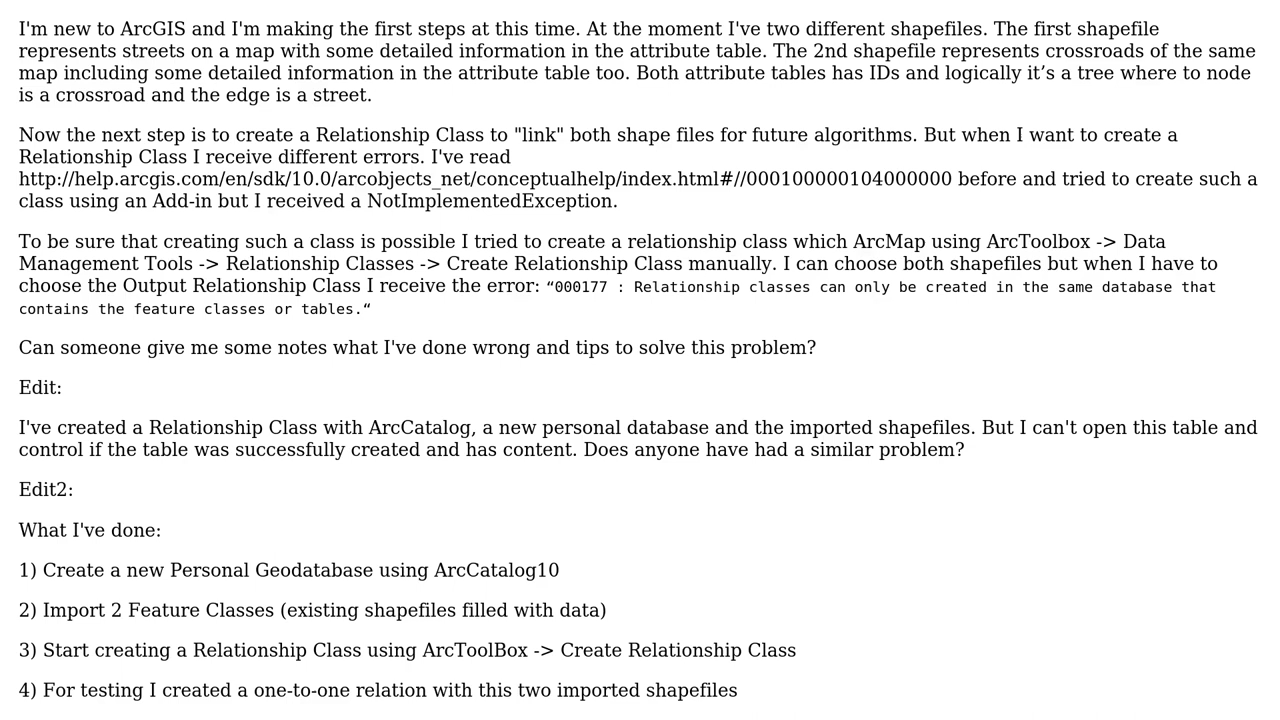 I'm new to ArcGIS and I'm making the first steps at this time. At the moment I've two different shapefiles. The first shapefile
represents streets on a map with some detailed information in the attribute table. The 2nd shapefile represents crossroads of the same
map including some detailed information in the attribute table too. Both attribute tables has IDs and logically it’s a tree where to node
is a crossroad and the edge is a street.
Now the next step is to create a Relationship Class to "link" both shape files for future algorithms. But when I want to create a
Relationship Class I receive different errors. I've read
http://help.arcgis.com/en/sdk/10.0/arcobjects_net/conceptualhelp/index.html#//000100000104000000 before and tried to create such a
class using an Add-in but I received a NotImplementedException.
To be sure that creating such a class is possible I tried to create a relationship class which ArcMap using ArcToolbox -> Data
Management Tools -> Relationship Classes -> Create Relationship Class manually. I can choose both shapefiles but when I have to
choose the Output Relationship Class I receive the error: “000177 : Relationship classes can only be created in the same database that
contains the feature classes or tables.“
Can someone give me some notes what I've done wrong and tips to solve this problem?
Edit:
I've created a Relationship Class with ArcCatalog, a new personal database and the imported shapefiles. But I can't open this table and
control if the table was successfully created and has content. Does anyone have had a similar problem?
Edit2:
What I've done:
1) Create a new Personal Geodatabase using ArcCatalog10
2) Import 2 Feature Classes (existing shapefiles filled with data)
3) Start creating a Relationship Class using ArcToolBox -> Create Relationship Class
4) For testing I created a one-to-one relation with this two imported shapefiles